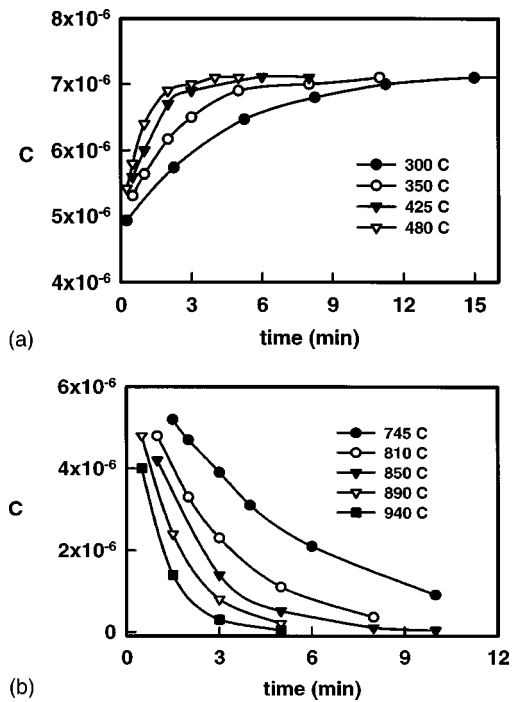 8x10-6
7x10-6
6x10-6
5x10-6
4x10-6
C
300 C
350 C
425 C
480 C
0 3 6 9 12 15
time (min)
(a)
6x10-6
4x10-6
2x10-6
0
C
745 C
810 C
850 C
890 C
940 C
0 3 6 9 12
time (min)
(b)